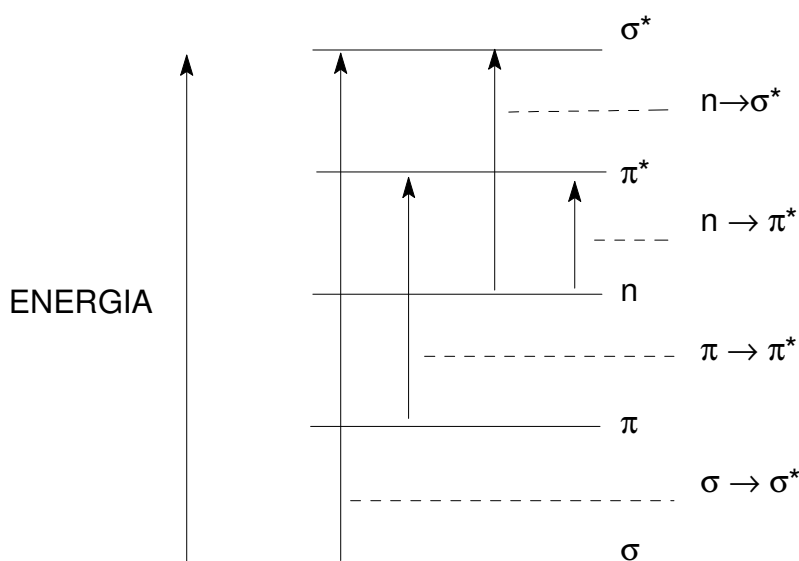 σ*
n→σ*
π*
n → π*
ENERGIA
n
π → π*
π
σ → σ*
σ